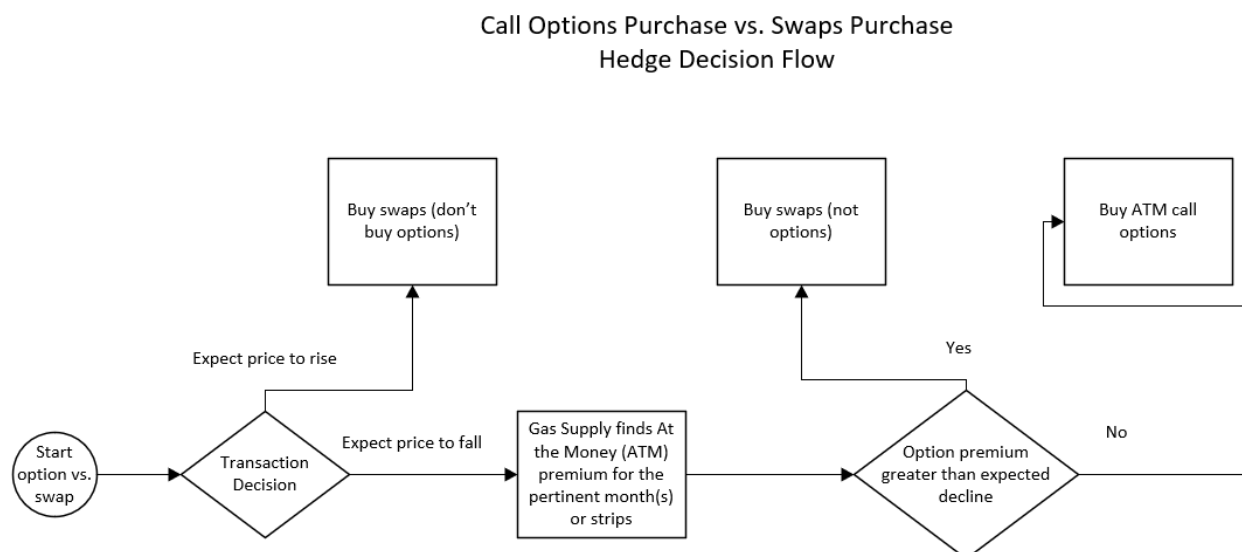 Call Options Purchase vs. Swaps Purchase
Hedge Decision Flow
Buy swaps (don’t
buy options)
Buy swaps (not
options)
Buy ATM call
options
Expect price to rise
Yes
Start
option vs.
swap
Transaction
Decision
Expect price to fall
Gas Supply finds At
the Money (ATM)
premium for the
pertinent month(s)
or strips
Option premium
greater than expected
decline
No